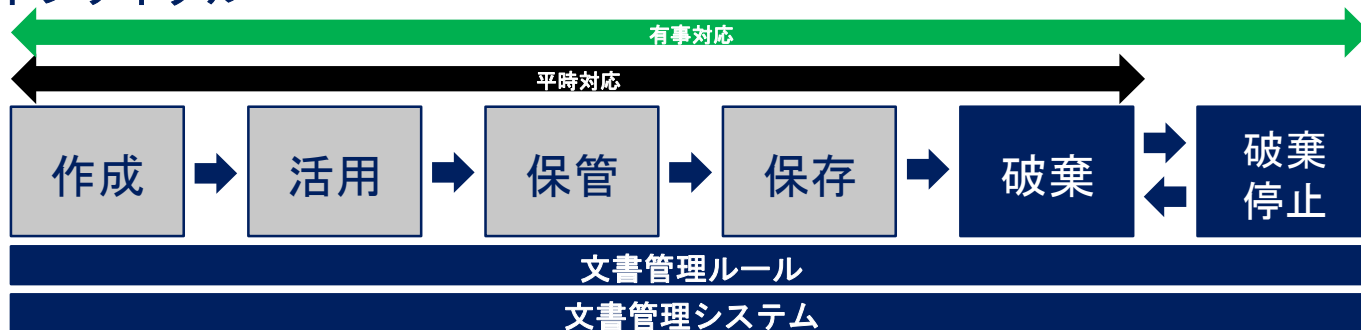 有事対応
平時対応
作成
活用
保管
保存
破棄
破棄
停止
文書管理ルール
文書管理システム